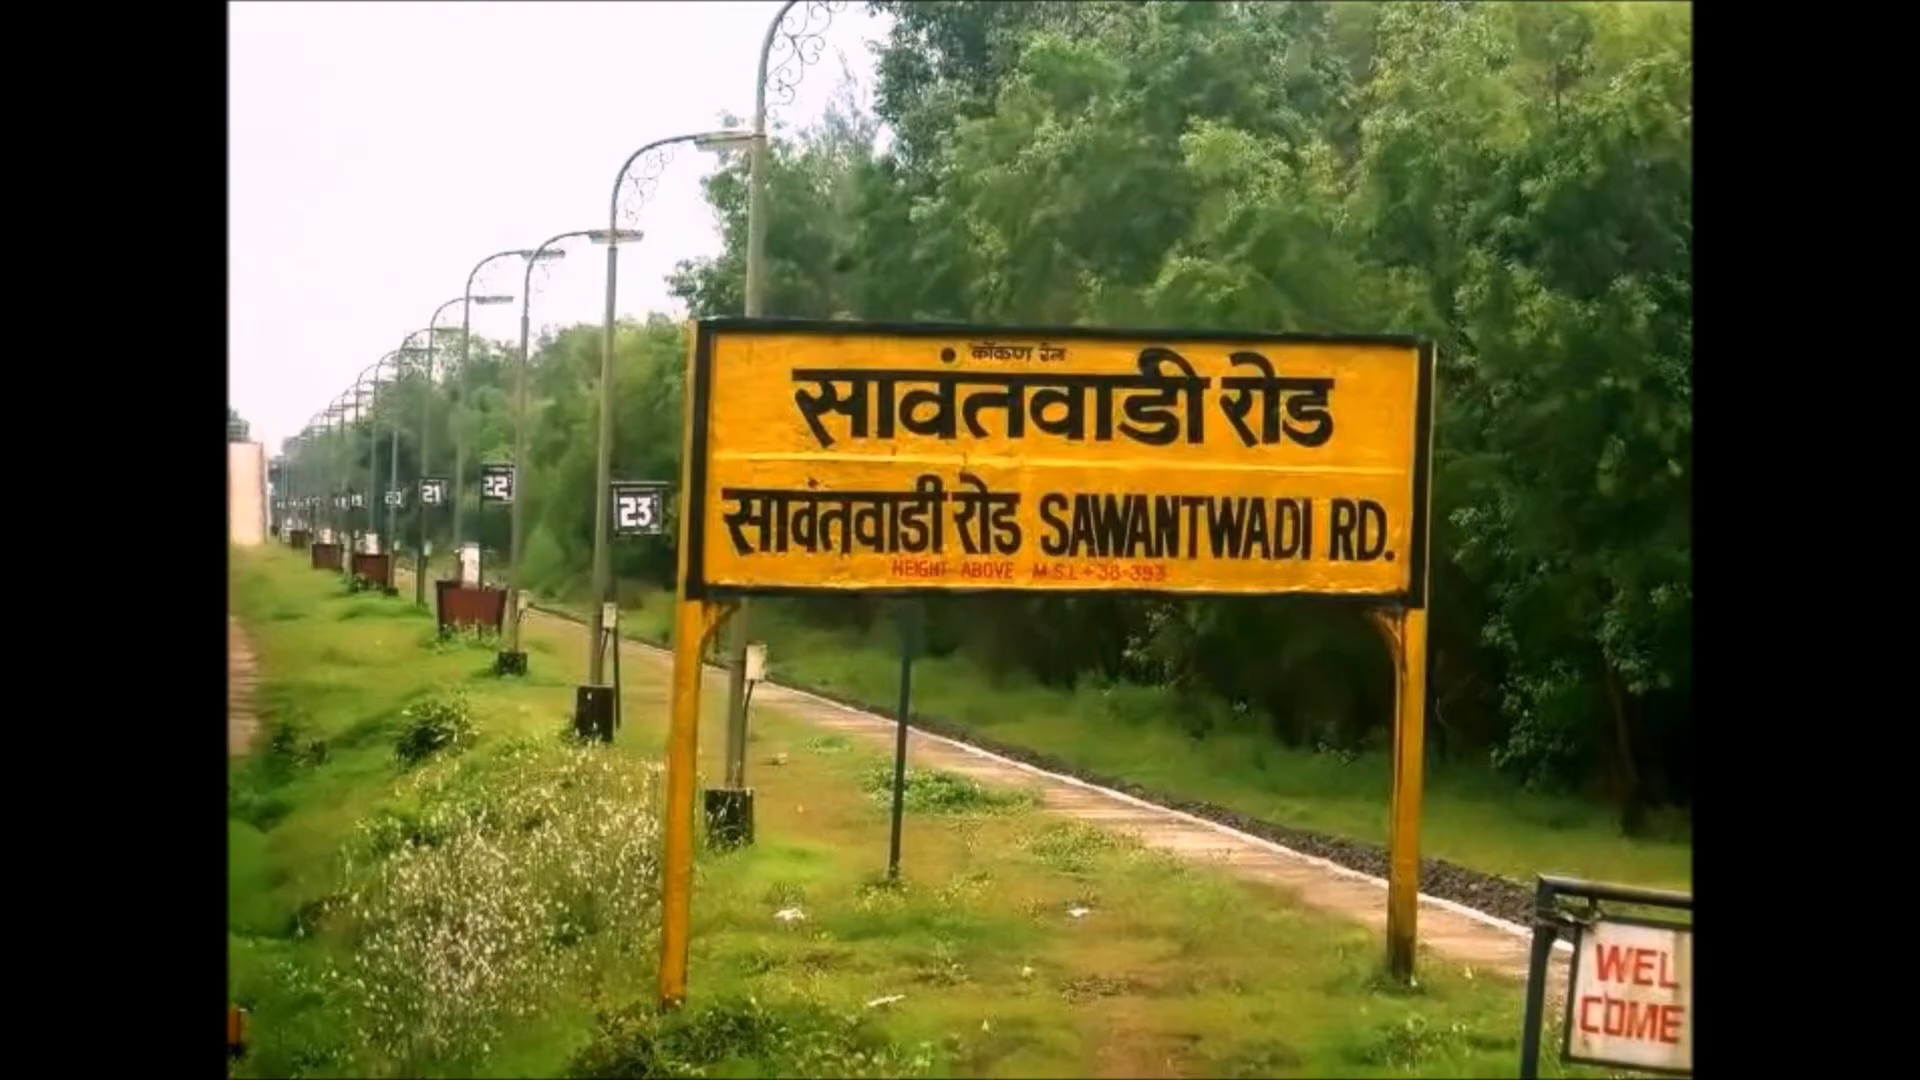 कोंकण रेल
सावंतवाडी रोड
सावंतवाडी रोड SAWANTWADI RD.
HEIGHT ABOVE M.S.L +38.393
21
22
23
WEL
COME